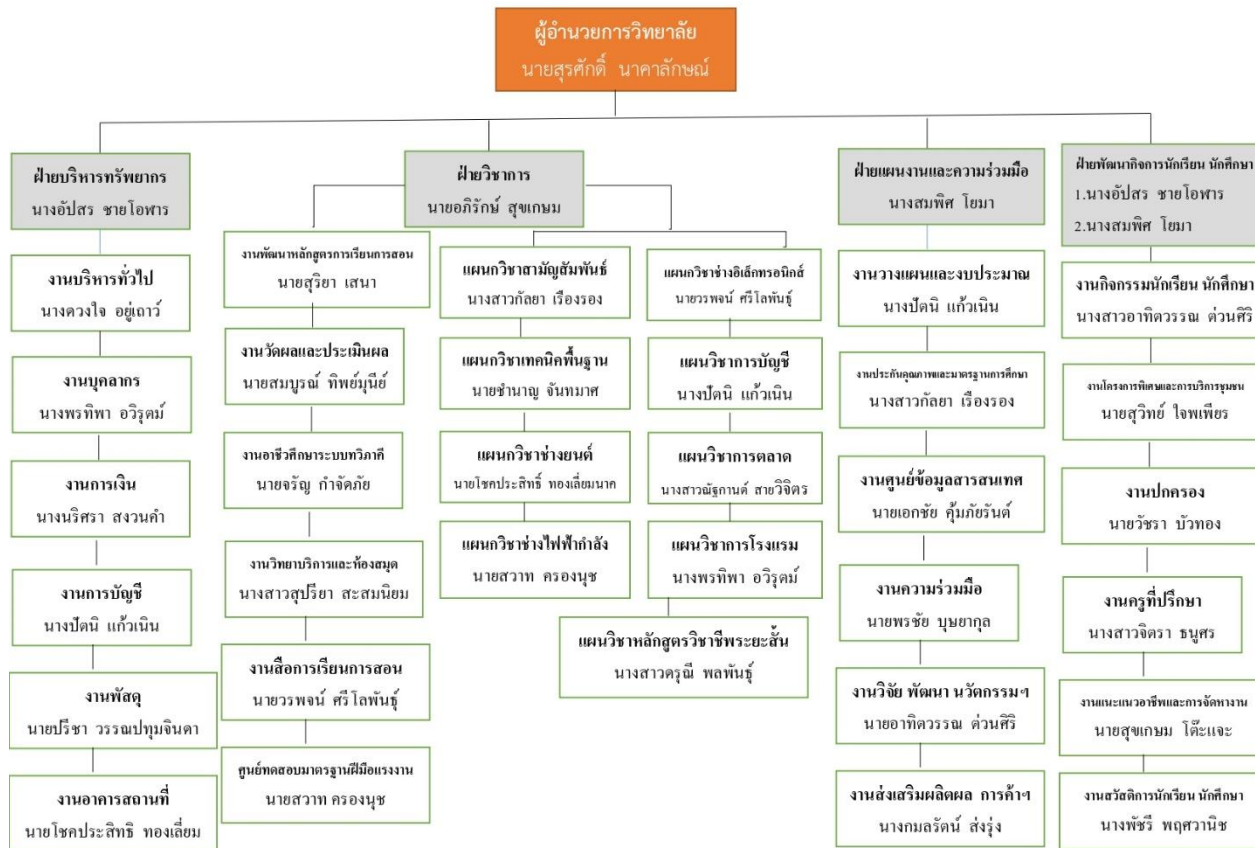 ผู้อำนวยการวิทยาลัย
นายสุรศักดิ์ นาคาลักษณ์
ฝ่ายบริหารทรัพยากร
นางอัปสร ชายโอฬาร
งานบริหารทั่วไป
นางดวงใจ อยู่เถาว์
งานบุคลากร
นางพรทิพา อวิรุตม์
งานการเงิน
นางนริศรา สงวนคำ
งานการบัญชี
นางปัตนิ แก้วเนิน
งานพัสดุ
นายปรีชา วรรณปทุมจินดา
งานอาคารสถานที่
นายโชคประสิทธิ ทองเลี่ยม
ฝ่ายวิชาการ
นายอภิรักษ์ สุขเกษม
งานพัฒนาหลักสูตรการเรียนการสอน
นายสุริยา เสนา
งานวัดผลและประเมินผล
นายสมบูรณ์ ทิพย์มุนีย์
งานอาชีวศึกษาระบบทวิภาคี
นายจรัญ กำจัดภัย
งานวิทยาบริการและห้องสมุด
นางสาวสุปรียา สะสมนิยม
งานสื่อการเรียนการสอน
นายวรพจน์ ศรีโลพันธุ์
ศูนย์ทดสอบมาตรฐานฝีมือแรงงาน
นายสวาท ครองนุช
แผนกวิชาสามัญสัมพันธ์
นางสาวกัลยา เรืองรอง
แผนกวิชาเทคนิคพื้นฐาน
นายชำนาญ จันทมาศ
แผนกวิชาช่างยนต์
นายโชคประสิทธิ์ ทองเลี่ยมนาค
แผนกวิชาช่างไฟฟ้ากำลัง
นายสวาท ครองนุช
แผนกวิชาช่างอิเล็กทรอนิกส์
นายวรพจน์ ศรีโลพันธุ์
แผนวิชาการบัญชี
นางปัตนิ แก้วเนิน
แผนวิชาการตลาด
นางสาวณัฐกานต์ สายวิจิตร
แผนวิชาการโรงแรม
นางพรทิพา อวิรุตม์
แผนวิชาหลักสูตรวิชาชีพระยะสั้น
นางสาวดรุณี พลพันธุ์
ฝ่ายแผนงานและความร่วมมือ
นางสมพิศ โยมา
งานวางแผนและงบประมาณ
นางปัตนิ แก้วเนิน
งานประกันคุณภาพและมาตรฐานการศึกษา
นางสาวกัลยา เรืองรอง
งานศูนย์ข้อมูลสารสนเทศ
นายเอกชัย คุ้มภัยรันต์
งานความร่วมมือ
นายพรชัย บุษยากุล
งานวิจัย พัฒนา นวัตกรรมฯ
นายอาทิตวรรณ ด่วนศิริ
งานส่งเสริมผลิตผล การค้าฯ
นางกมลรัตน์ ส่งรุ่ง
ฝ่ายพัฒนากิจการนักเรียน นักศึกษา
1.นางอัปสร ชายโอฬาร
2.นางสมพิศ โยมา
งานกิจกรรมนักเรียน นักศึกษา
นางสาวอาทิตวรรณ ด่วนศิริ
งานโครงการพิเศษและการบริการชุมชน
นายสุวิทย์ ใจพเพียร
งานปกครอง
นายวัชรา บัวทอง
งานครูที่ปรึกษา
นางสาวจิตรา ธนูศร
งานแนะแนวอาชีพและการจัดหางาน
นายสุขเกษม โต๊ะแจะ
งานสวัสดิการนักเรียน นักศึกษา
นางพัชรี พฤศวานิช